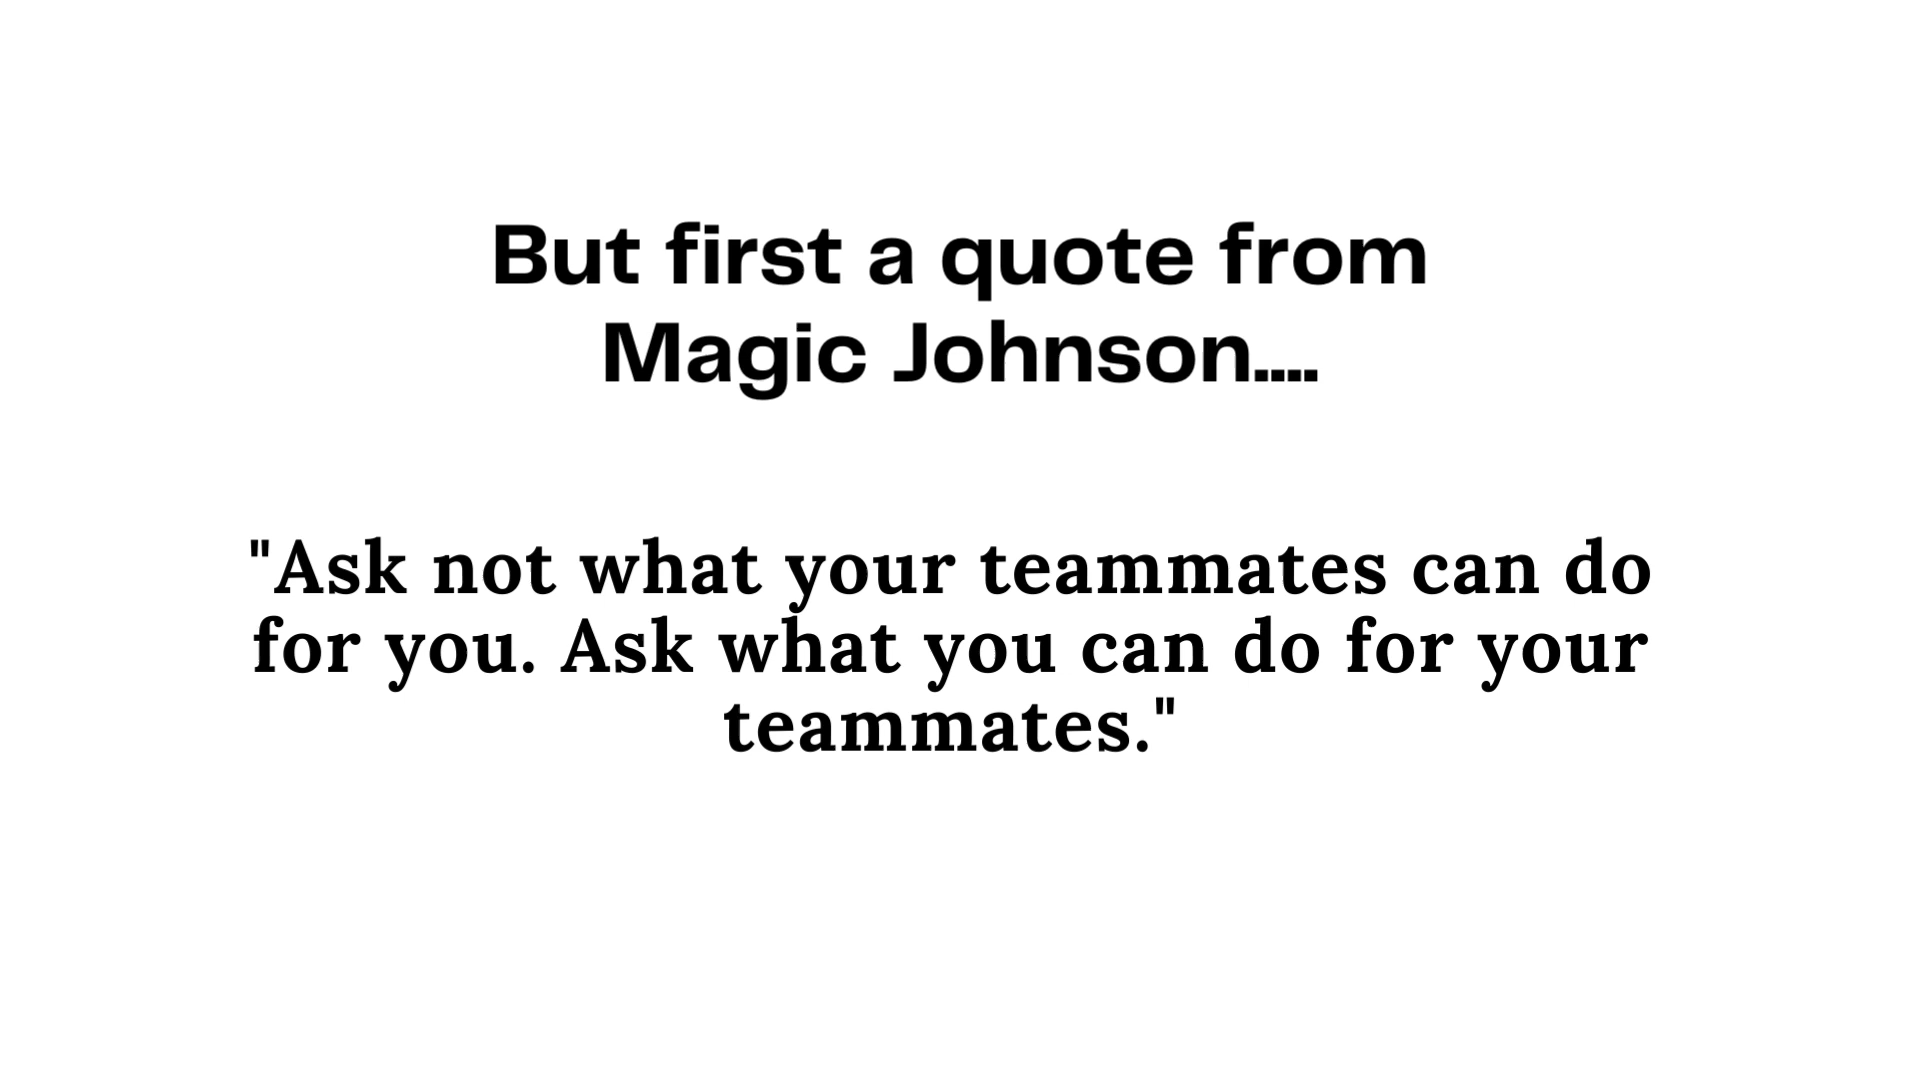 But first a quote from
Magic Johnson....
"Ask not what your teammates can do
for you. Ask what you can do for your
teammates."